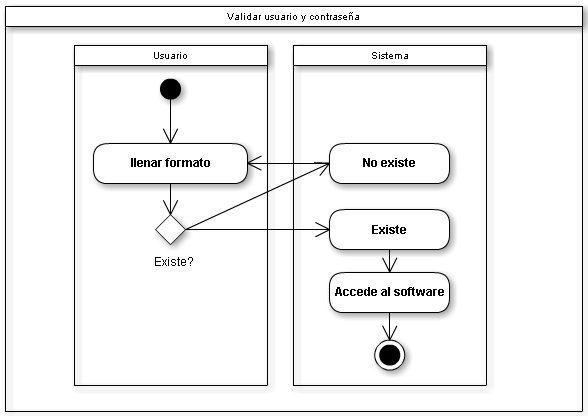 Validar usuario y contraseña
Usuario
Sistema
llenar formato
No existe
Existe
Existe?
Accede al software